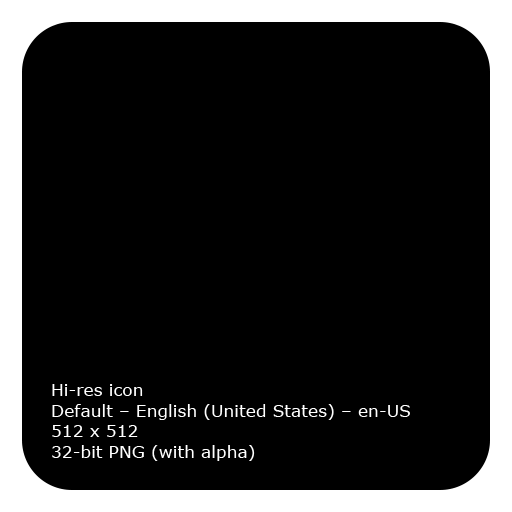 Hi-res icon
Default – English (United States) – en-US
512 x 512
32-bit PNG (with alpha)